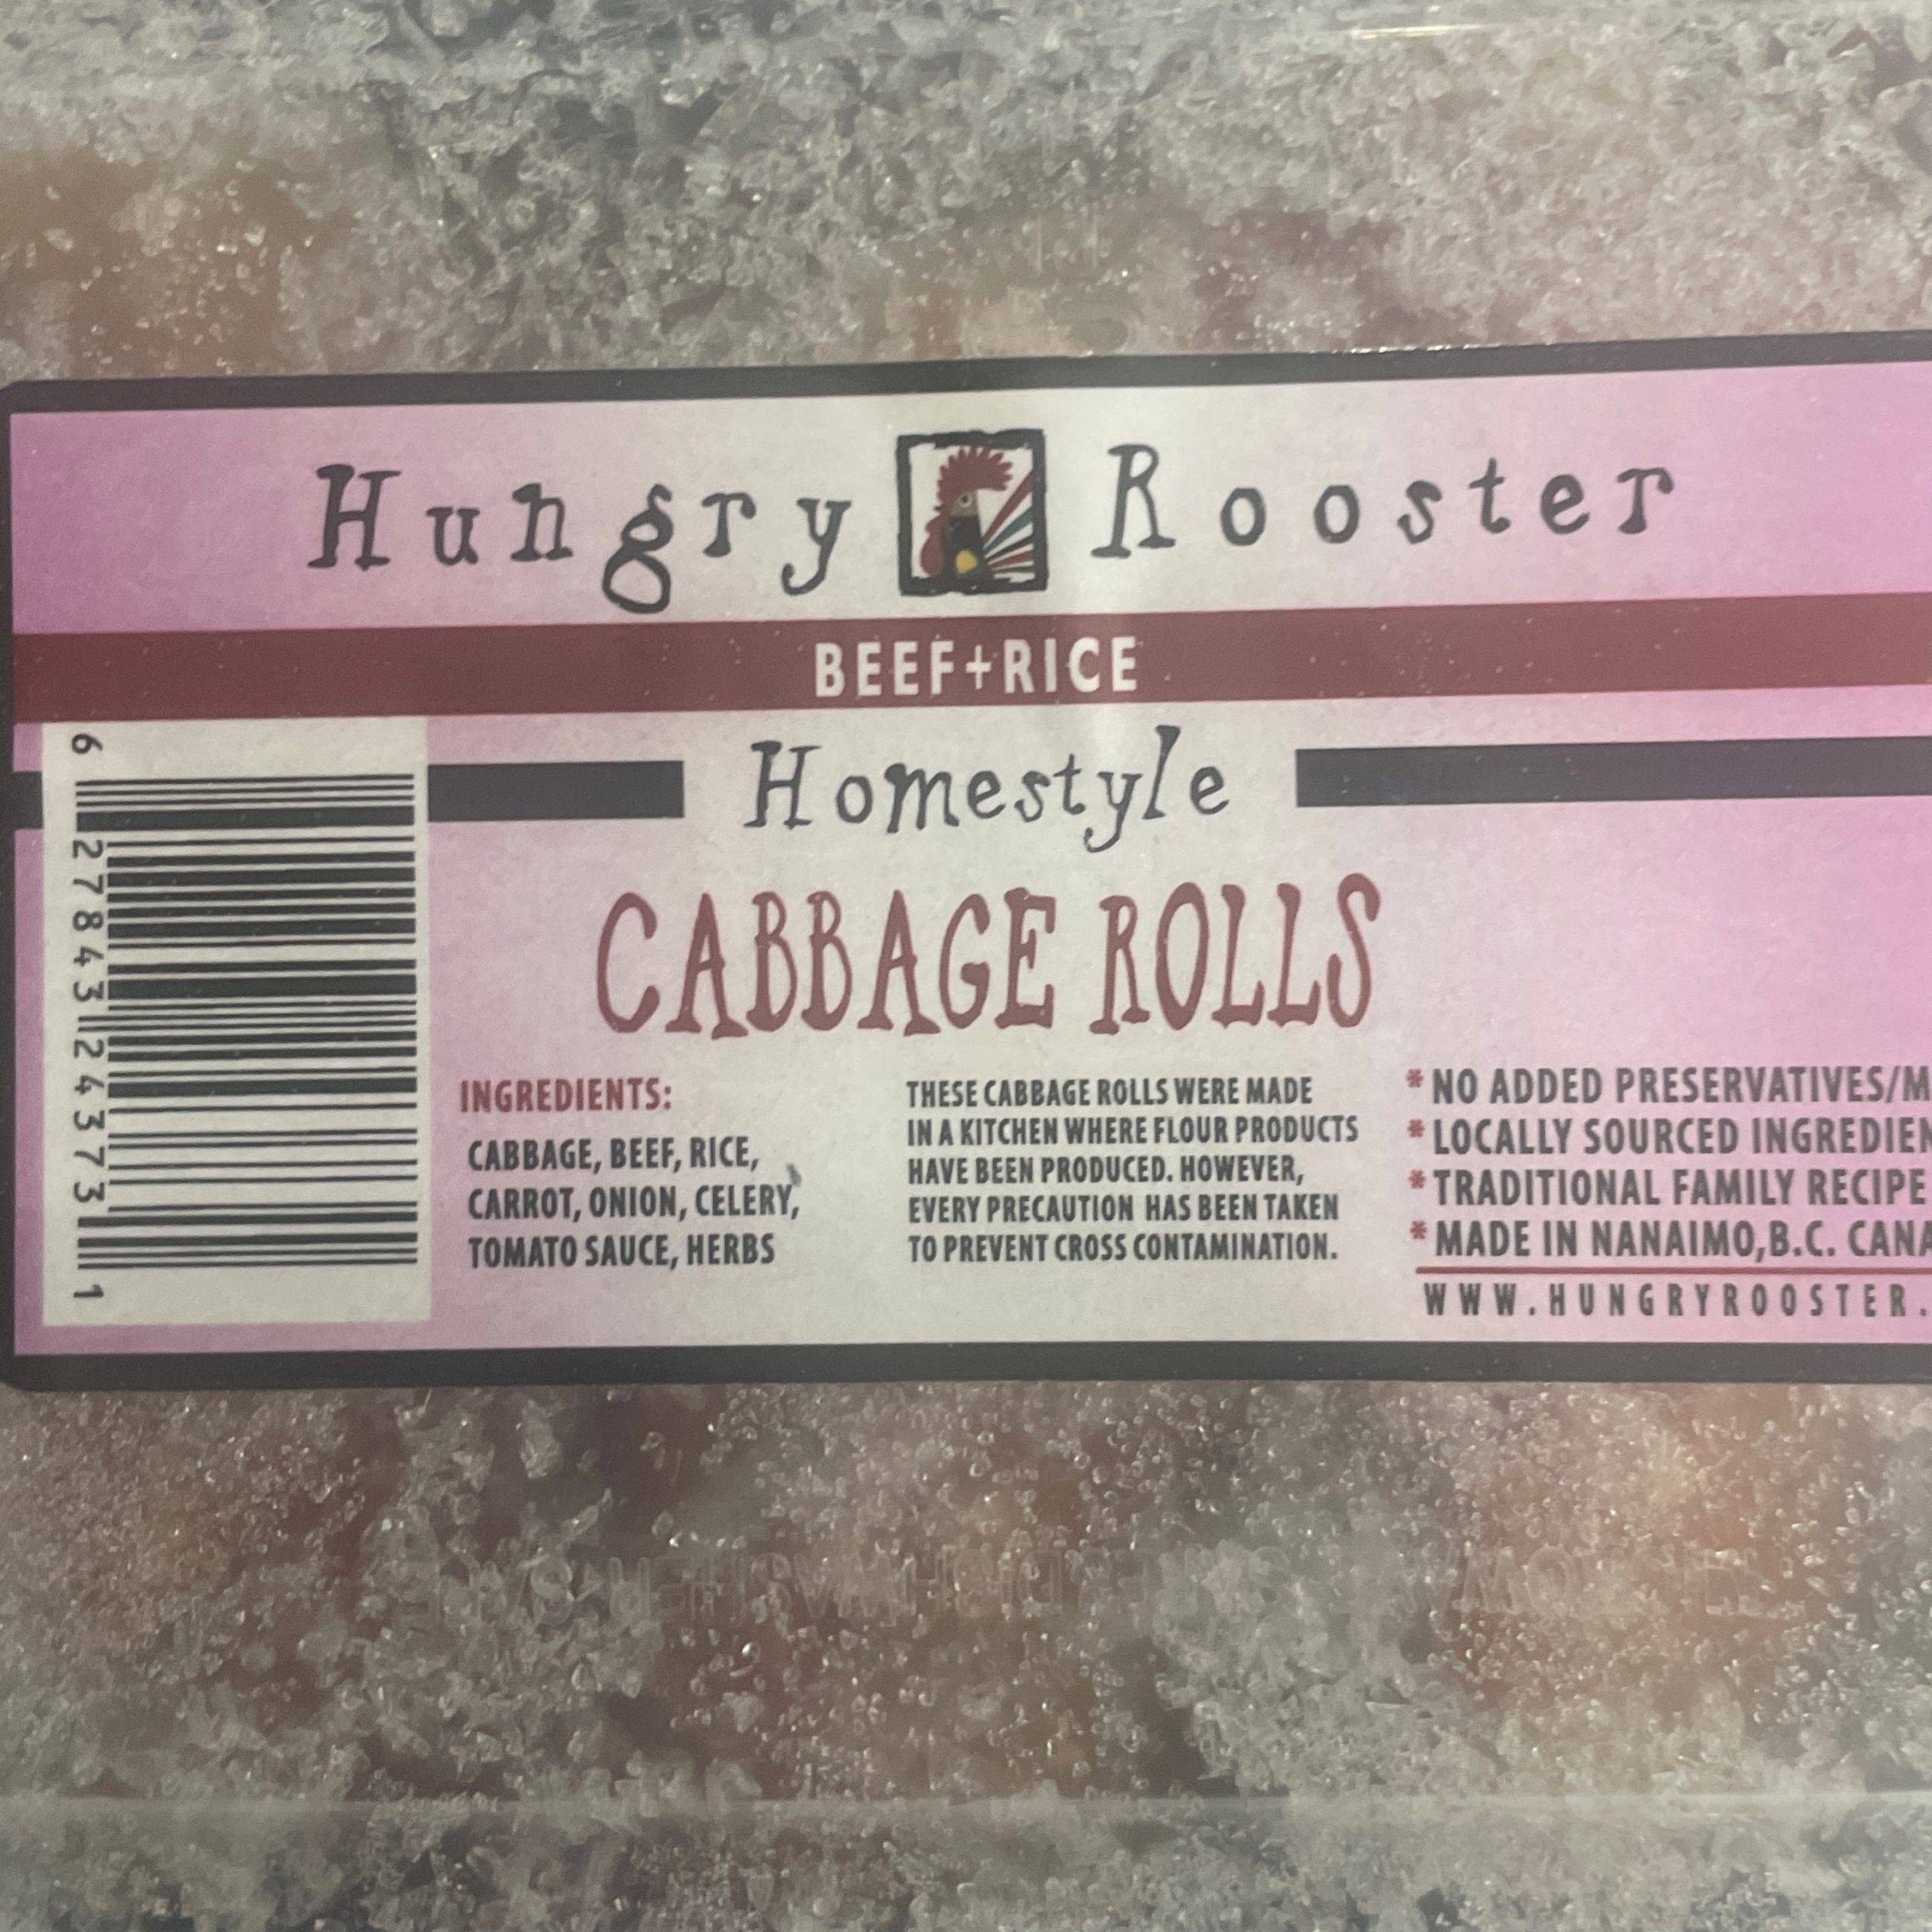 Hungry Rooster
BEEF+RICE
Homestyle
CABBAGE ROLLS
6 27843 24373 1
INGREDIENTS:
CABBAGE, BEEF, RICE,
CARROT, ONION, CELERY,
TOMATO SAUCE, HERBS
THESE CABBAGE ROLLS WERE MADE
IN A KITCHEN WHERE FLOUR PRODUCTS
HAVE BEEN PRODUCED. HOWEVER,
EVERY PRECAUTION HAS BEEN TAKEN
TO PREVENT CROSS CONTAMINATION.
* NO ADDED PRESERVATIVES/M
* LOCALLY SOURCED INGREDIEN
* TRADITIONAL FAMILY RECIPE
* MADE IN NANAIMO,B.C. CANA
WWW.HUNGRYROOSTER.